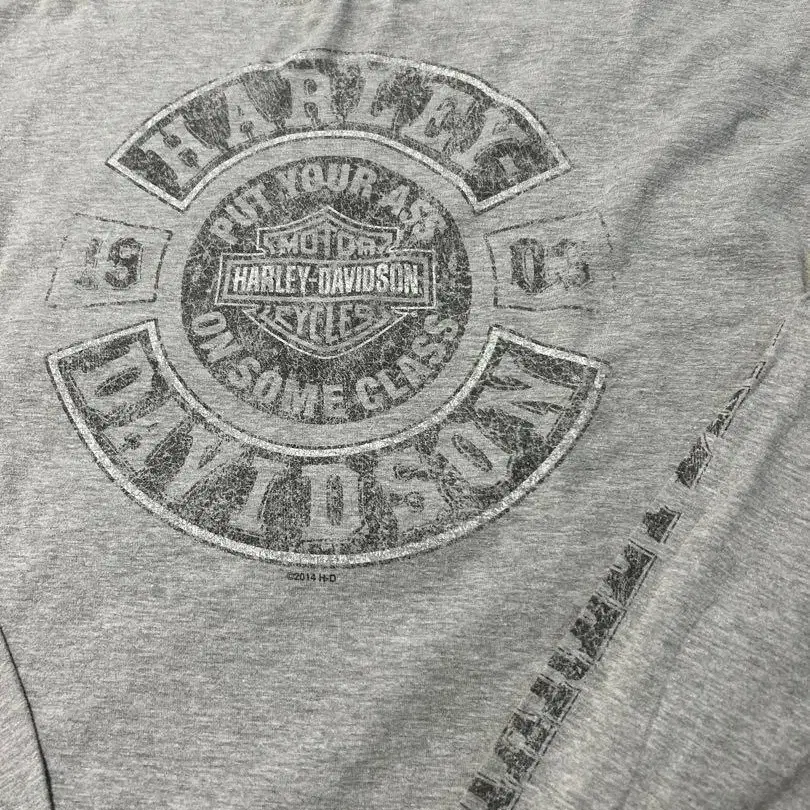 HARLEY-
PUT YOUR ASS
MOTOR
19 03
HARLEY-DAVIDSON
CYCLES
ON SOME CLASS
DAVIDSON
©2014 H-D